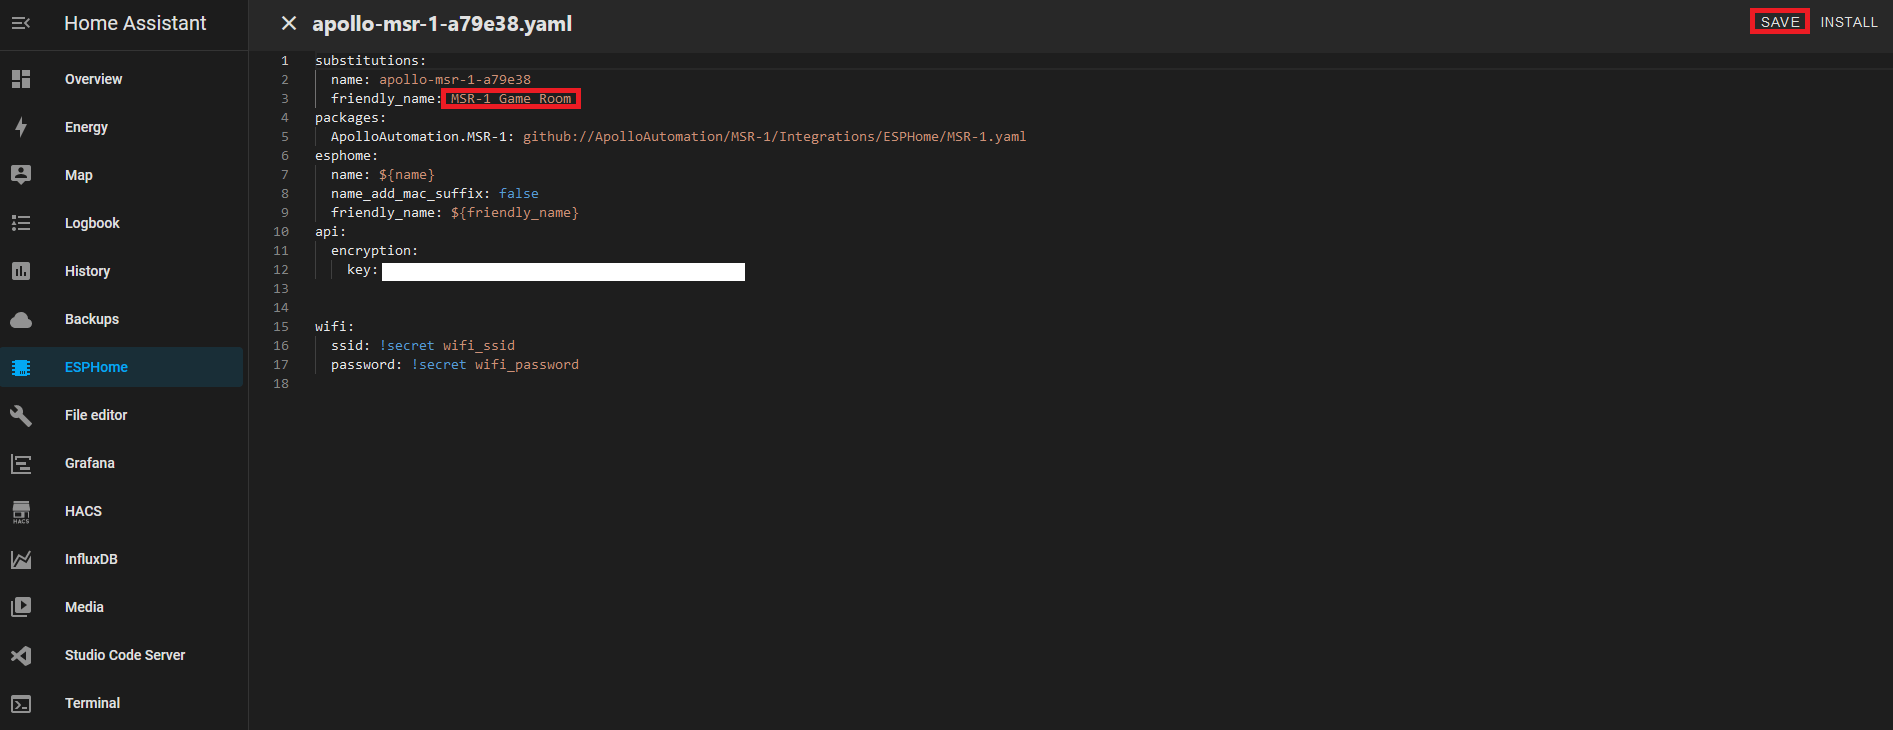 Home Assistant
Overview
Energy
Map
Logbook
History
Backups
ESPHome
File editor
Grafana
HACS
HACS
InfluxDB
Media
Studio Code Server
Terminal
apollo-msr-1-a79e38.yaml
SAVE INSTALL
1 substitutions:
2 name: apollo-msr-1-a79e38
3 friendly_name: MSR-1 Game Room
4 packages:
5 ApolloAutomation.MSR-1: github://ApolloAutomation/MSR-1/Integrations/ESPHome/MSR-1.yaml
6 esphome:
7 name: ${name}
8 name_add_mac_suffix: false
9 friendly_name: ${friendly_name}
10 api:
11 encryption:
12 key:
13
14
15 wifi:
16 ssid: !secret wifi_ssid
17 password: !secret wifi_password
18